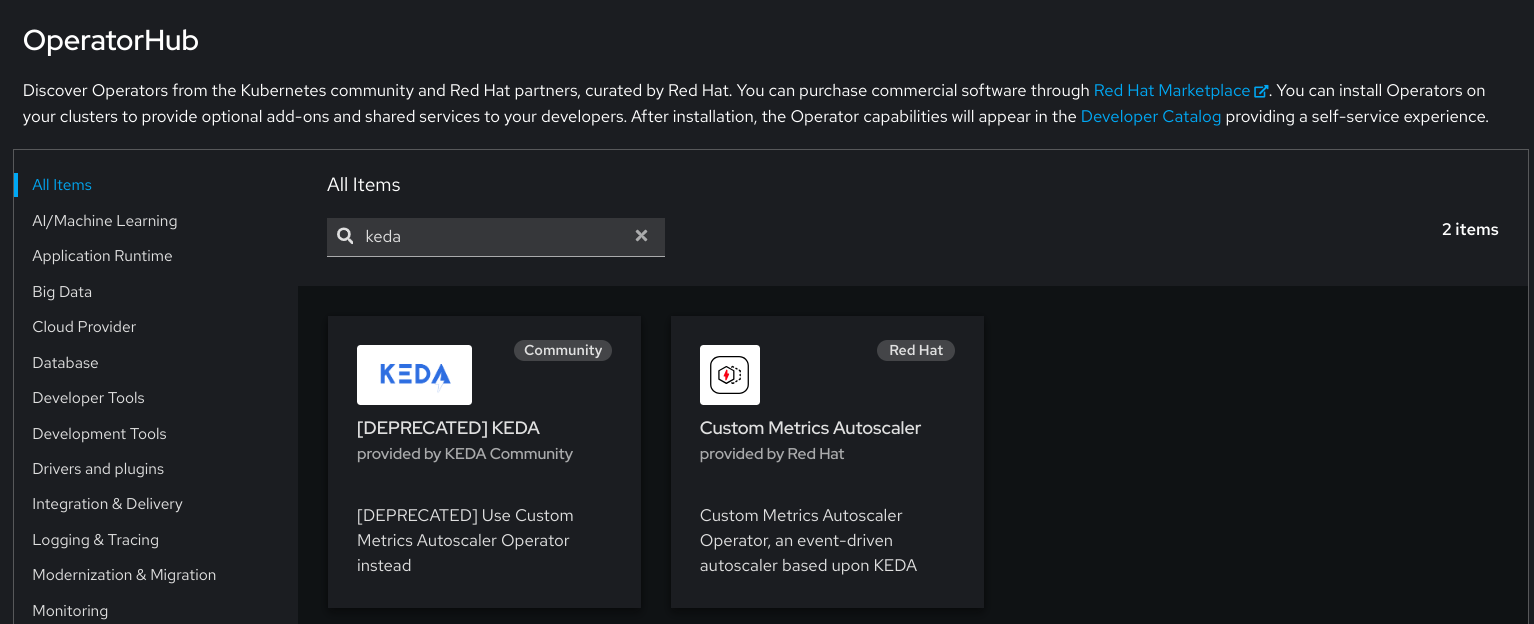 OperatorHub
Discover Operators from the Kubernetes community and Red Hat partners, curated by Red Hat. You can purchase commercial software through Red Hat Marketplace. You can install Operators on
your clusters to provide optional add-ons and shared services to your developers. After installation, the Operator capabilities will appear in the Developer Catalog providing a self-service experience.
All Items
AI/Machine Learning
Application Runtime
Big Data
Cloud Provider
Database
Developer Tools
Development Tools
Drivers and plugins
Integration & Delivery
Logging & Tracing
Modernization & Migration
Monitoring
All Items
keda
2 items
KEDA
Community
[DEPRECATED] KEDA
provided by KEDA Community
[DEPRECATED] Use Custom
Metrics Autoscaler Operator
instead
Red Hat
Custom Metrics Autoscaler
provided by Red Hat
Custom Metrics Autoscaler
Operator, an event-driven
autoscaler based upon KEDA